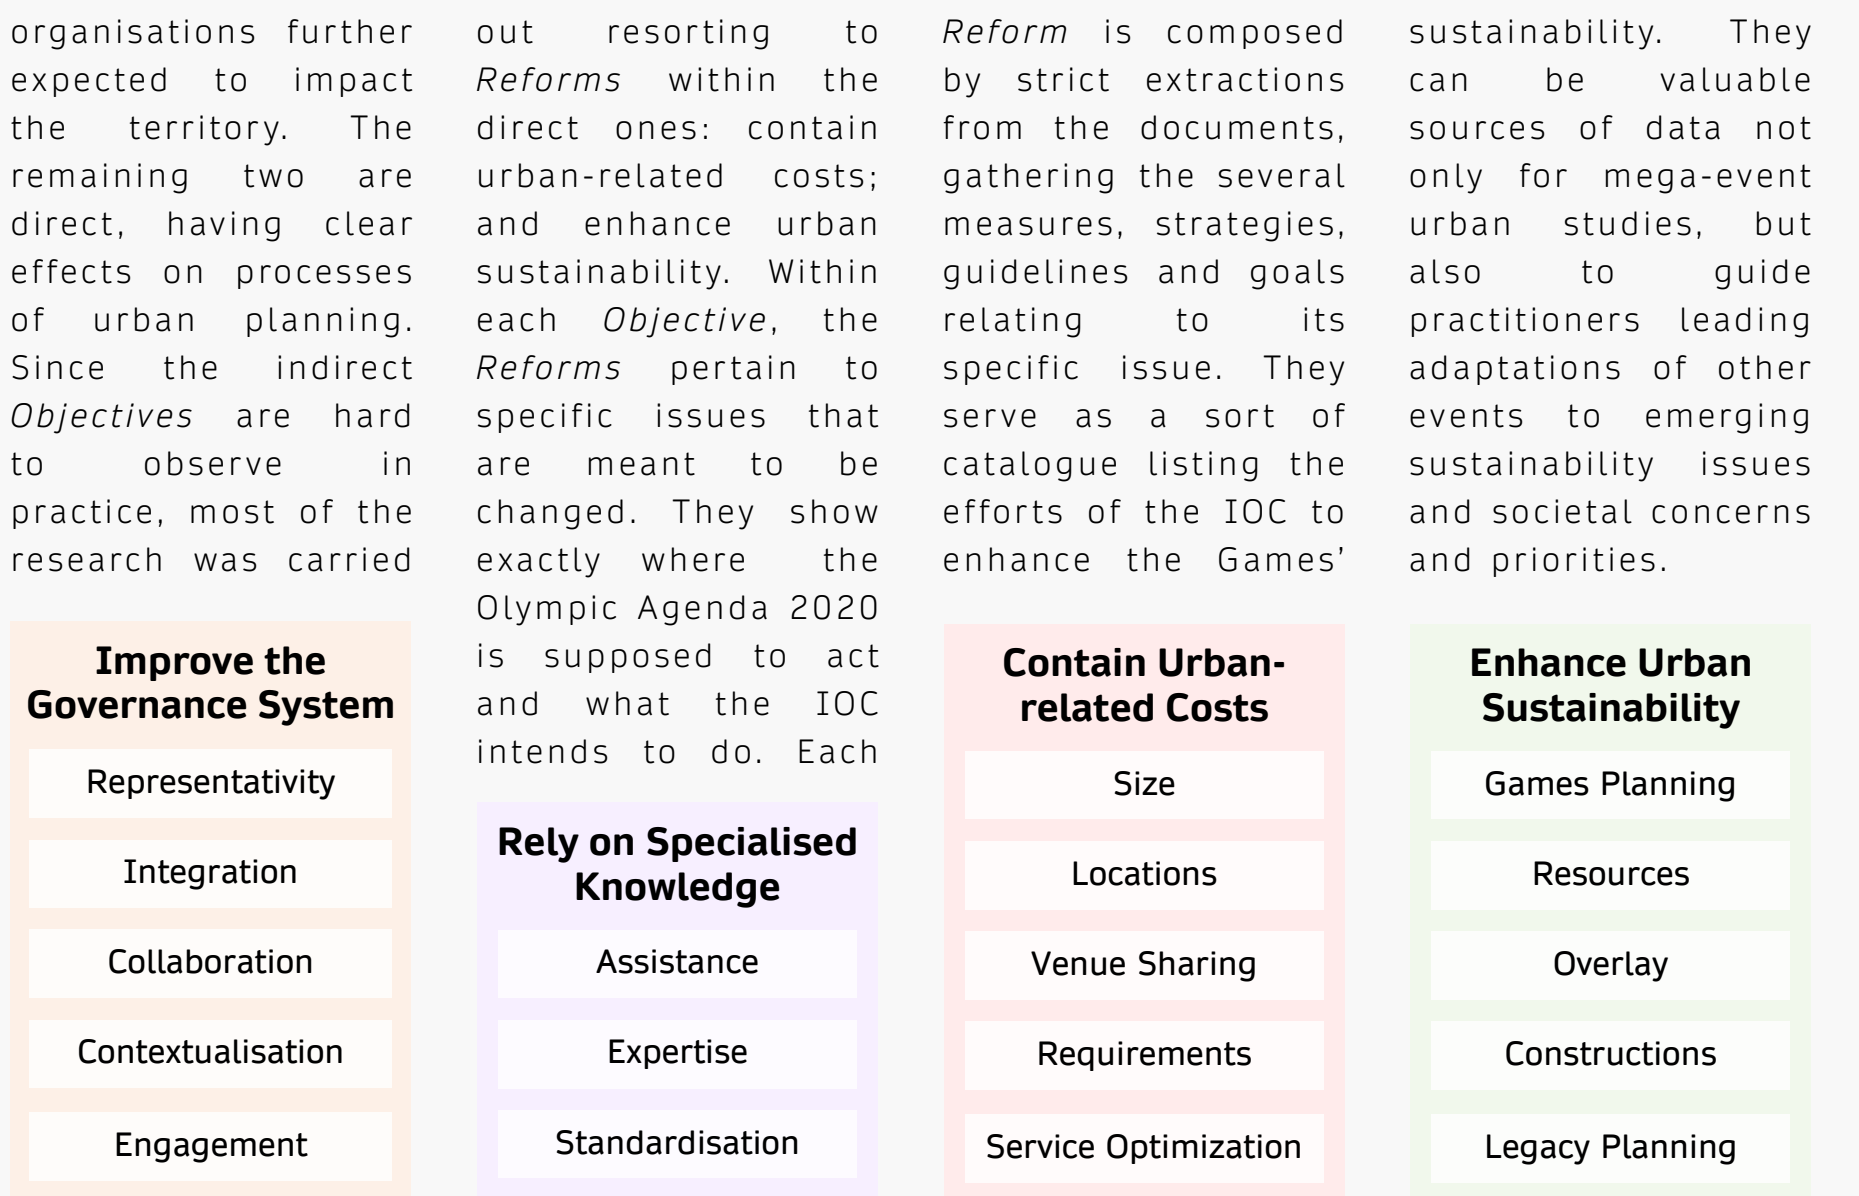 organisations further
expected to impact
the territory. The
remaining two are
direct, having clear
effects on processes
of urban planning.
Since the indirect
Objectives are hard
to observe in
practice, most of the
research was carried
Improve the
Governance System
Representativity
Integration
Collaboration
Contextualisation
Engagement
out resorting to
Reforms within the
direct ones: contain
urban-related costs;
and enhance urban
sustainability. Within
each Objective, the
Reforms pertain to
specific issues that
are meant to be
changed. They show
exactly where the
Olympic Agenda 2020
is supposed to act
and what the IOC
intends to do. Each
Rely on Specialised
Knowledge
Assistance
Expertise
Standardisation
Reform is composed
by strict extractions
from the documents,
gathering the several
measures, strategies,
guidelines and goals
relating to its
specific issue. They
serve as a sort of
catalogue listing the
efforts of the IOC to
enhance the Games’
Contain Urban-
related Costs
Size
Locations
Venue Sharing
Requirements
Service Optimization
sustainability. They
can be valuable
sources of data not
only for mega-event
urban studies, but
also to guide
practitioners leading
adaptations of other
events to emerging
sustainability issues
and societal concerns
and priorities.
Enhance Urban
Sustainability
Games Planning
Resources
Overlay
Constructions
Legacy Planning